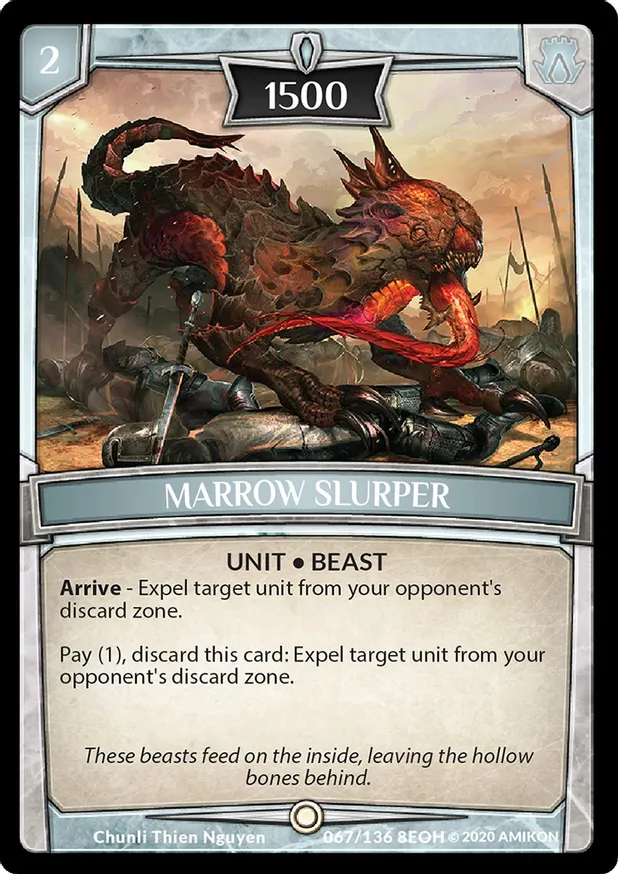 2
1500
MARROW SLURPER
UNIT • BEAST
Arrive - Expel target unit from your opponent's
discard zone.
Pay (1), discard this card: Expel target unit from your
opponent's discard zone.
These beasts feed on the inside, leaving the hollow
bones behind.
Chunli Thien Nguyen 067/136 8EOH © 2020 AMIKON